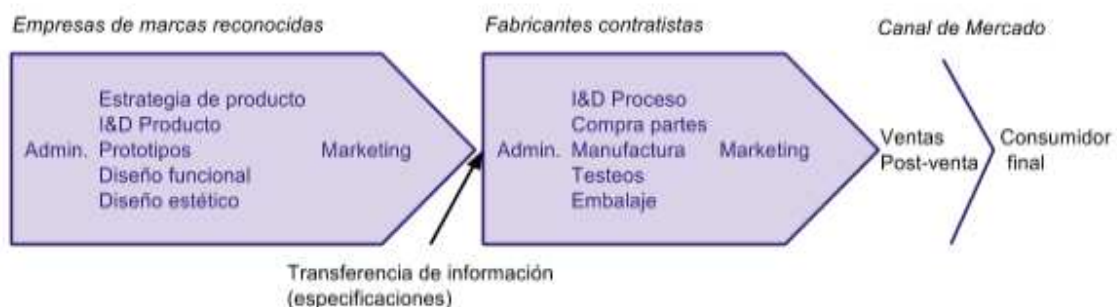 Empresas de marcas reconocidas
Fabricantes contratistas
Canal de Mercado
Estrategia de producto
I&D Producto
Admin. Prototipos Marketing
Diseño funcional
Diseño estético
I&D Proceso
Compra partes
Admin. Manufactura Marketing
Testeos
Embalaje
Ventas
Post-venta
Consumidor
final
Transferencia de información
(especificaciones)